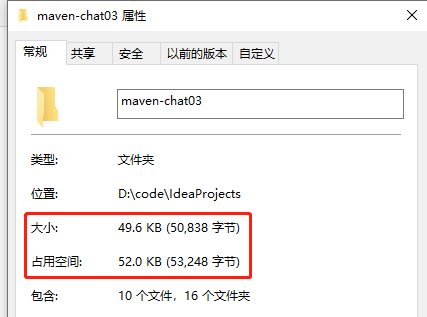 maven-chat03 属性
常规 共享 安全 以前的版本 自定义
maven-chat03
类型: 文件夹
位置: D:\code\IdeaProjects
大小: 49.6 KB (50,838 字节)
占用空间: 52.0 KB (53,248 字节)
包含: 10 个文件，16 个文件夹